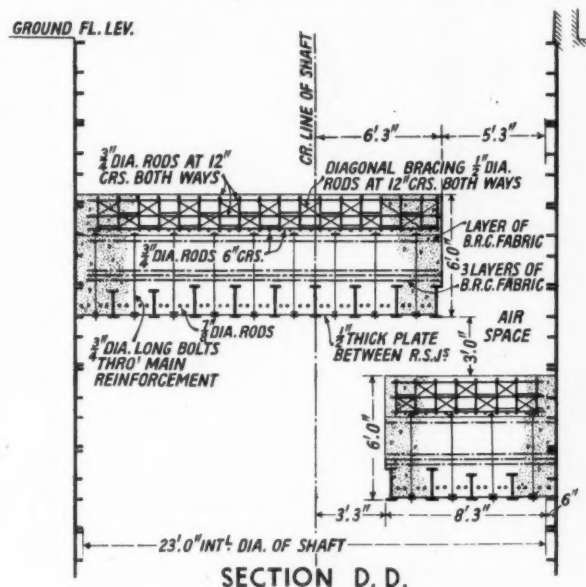 GROUND FL. LEV.
CR. LINE OF SHAFT
6'.3"
5'.3"
3/4" DIA. RODS AT 12"
CRS. BOTH WAYS
DIAGONAL BRACING 1/2" DIA.
RODS AT 12" CRS. BOTH WAYS
LAYER OF
B.R.C. FABRIC
3/4" DIA. RODS 6" CRS.
6'.0"
3 LAYERS OF
B.R.C. FABRIC
AIR
SPACE
3'.0"
7/8" DIA. RODS
1/2" THICK PLATE
BETWEEN R.S.JS
3/4" DIA. LONG BOLTS
THRO' MAIN
REINFORCEMENT
6'.0"
3'.3"
8'.3"
6"
23'.0" INTL. DIA. OF SHAFT
SECTION D. D.